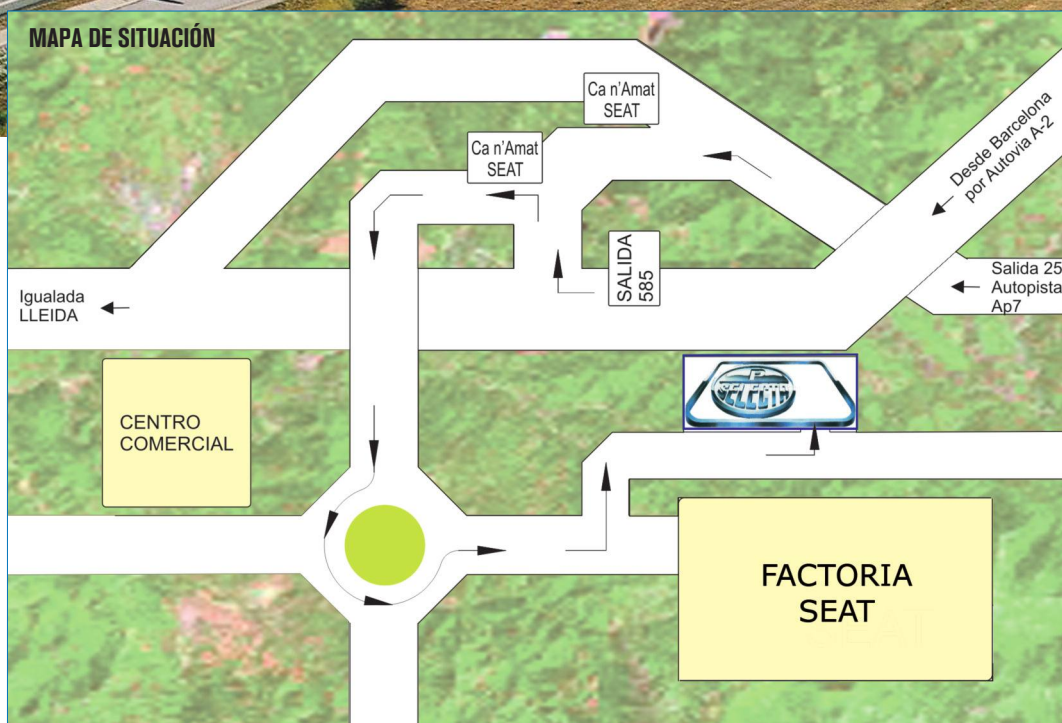 MAPA DE SITUACIÓN
Ca n'Amat
SEAT
Ca n'Amat
SEAT
Desde Barcelona
por Autovia A-2
SALIDA
585
Salida 25
Autopista
Ap7
Igualada
LLEIDA
P
SELECTA
CENTRO
COMERCIAL
FACTORIA
SEAT